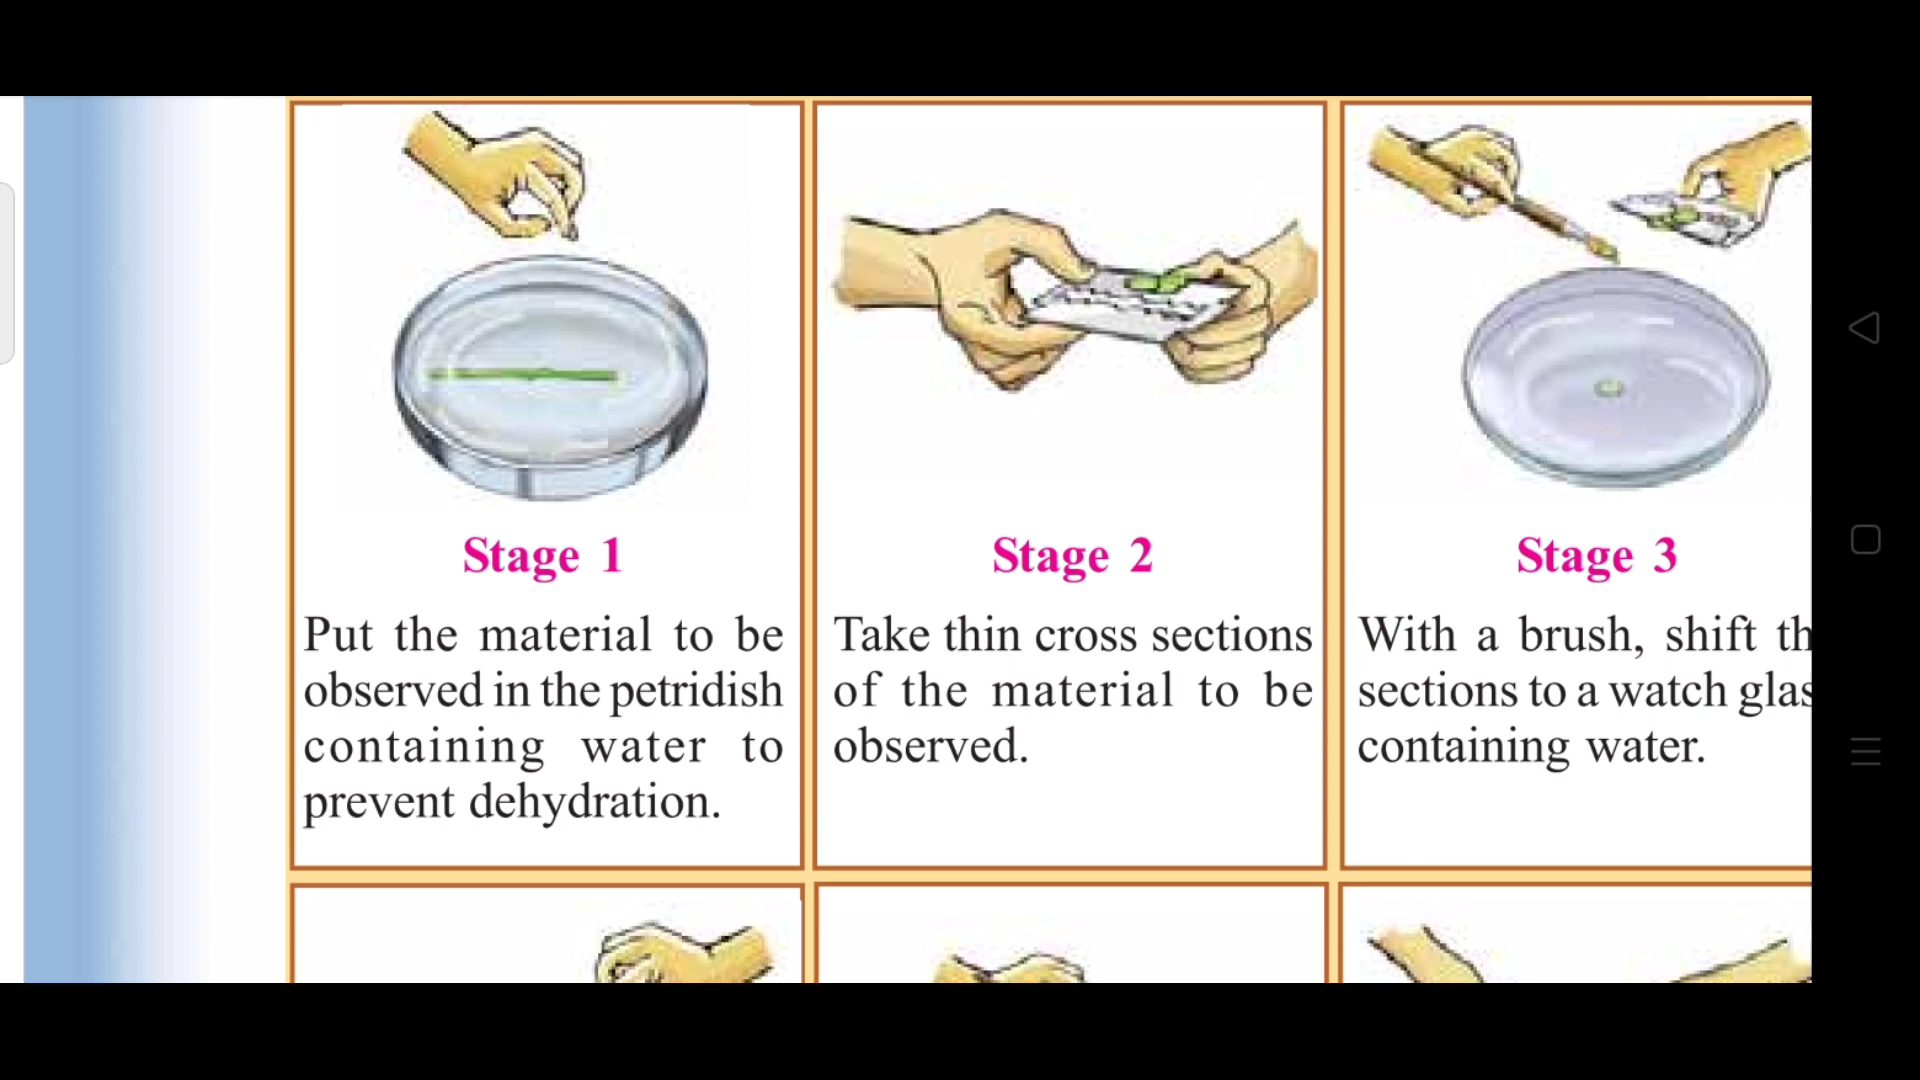 Stage 1
Put the material to be
observed in the petridish
containing water to
prevent dehydration.
Stage 2
Take thin cross sections
of the material to be
observed.
Stage 3
With a brush, shift th
sections to a watch glas
containing water.